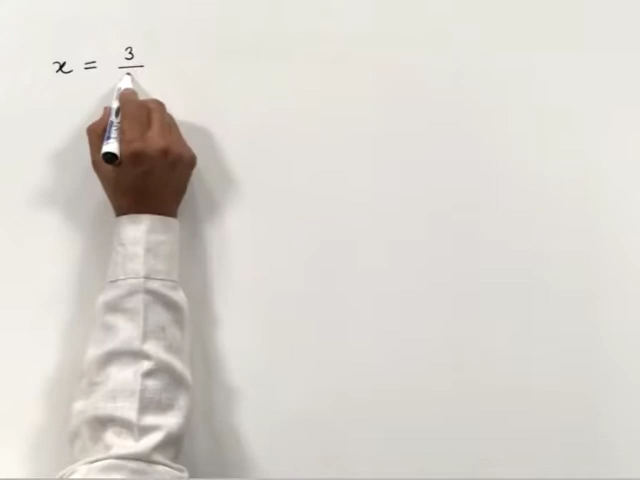 x = 3/